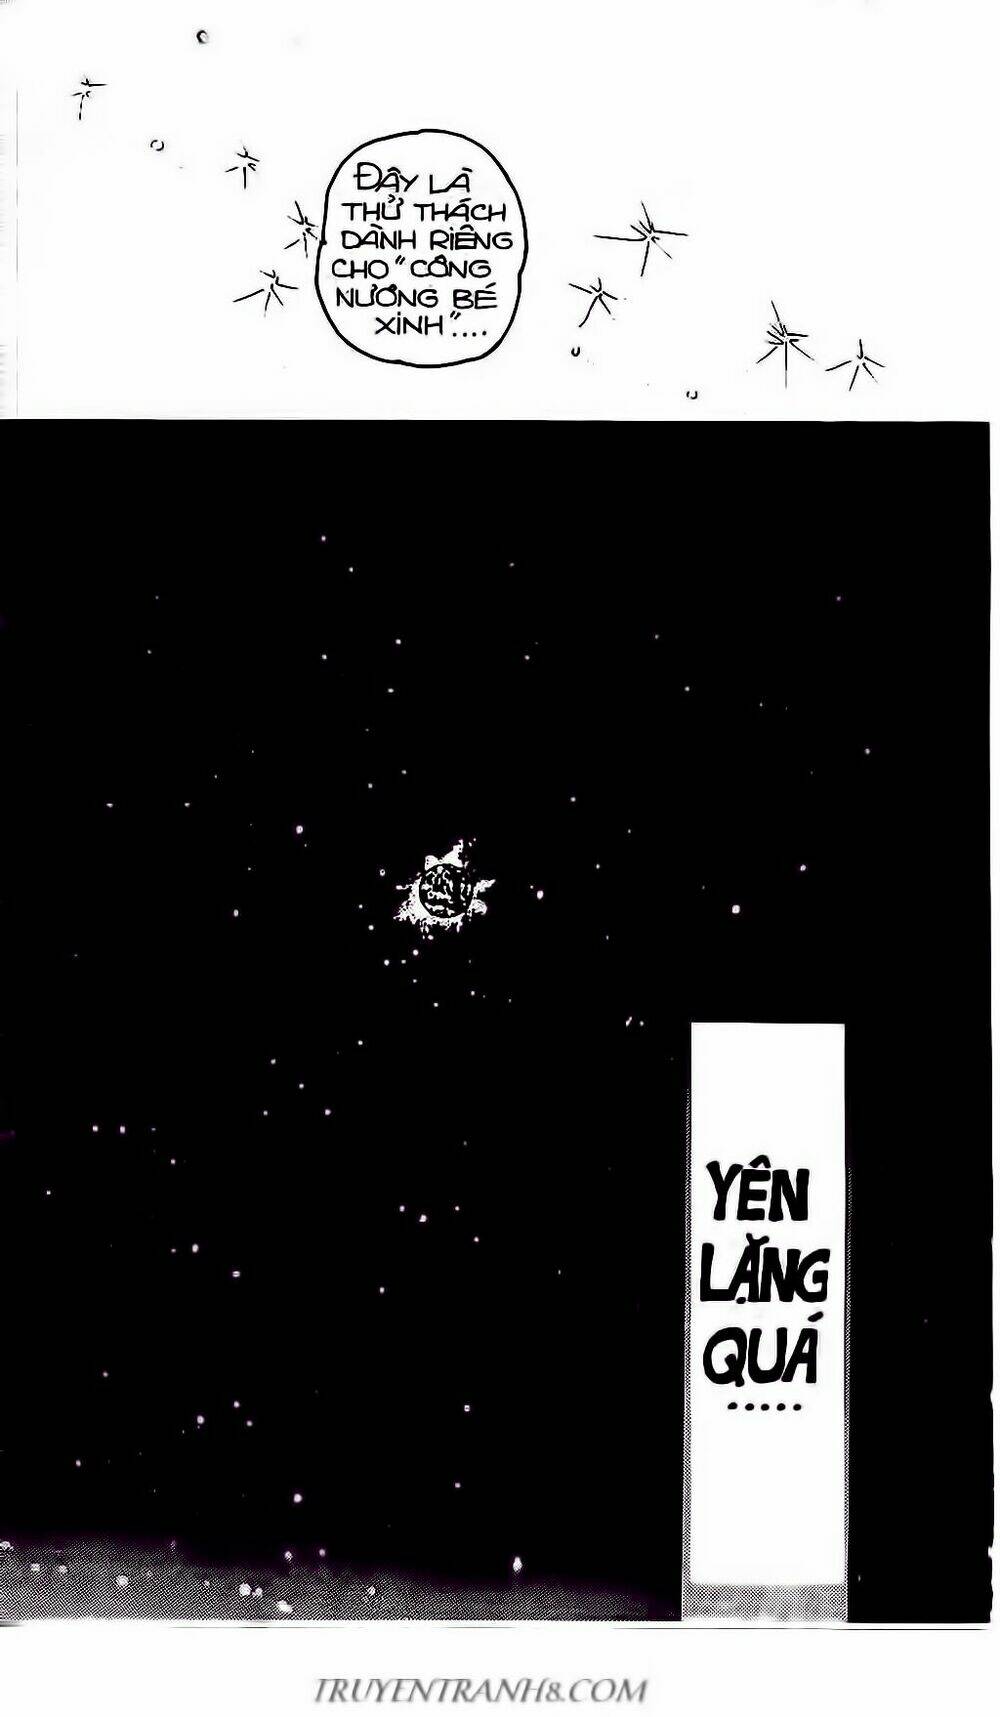 ĐÂY LÀ
THỬ THÁCH
DÀNH RIÊNG
CHO "CÔNG
NƯƠNG BÉ
XINH"....
YÊN
LẶNG
QUÁ
.....
TRUYENTRANH8.COM